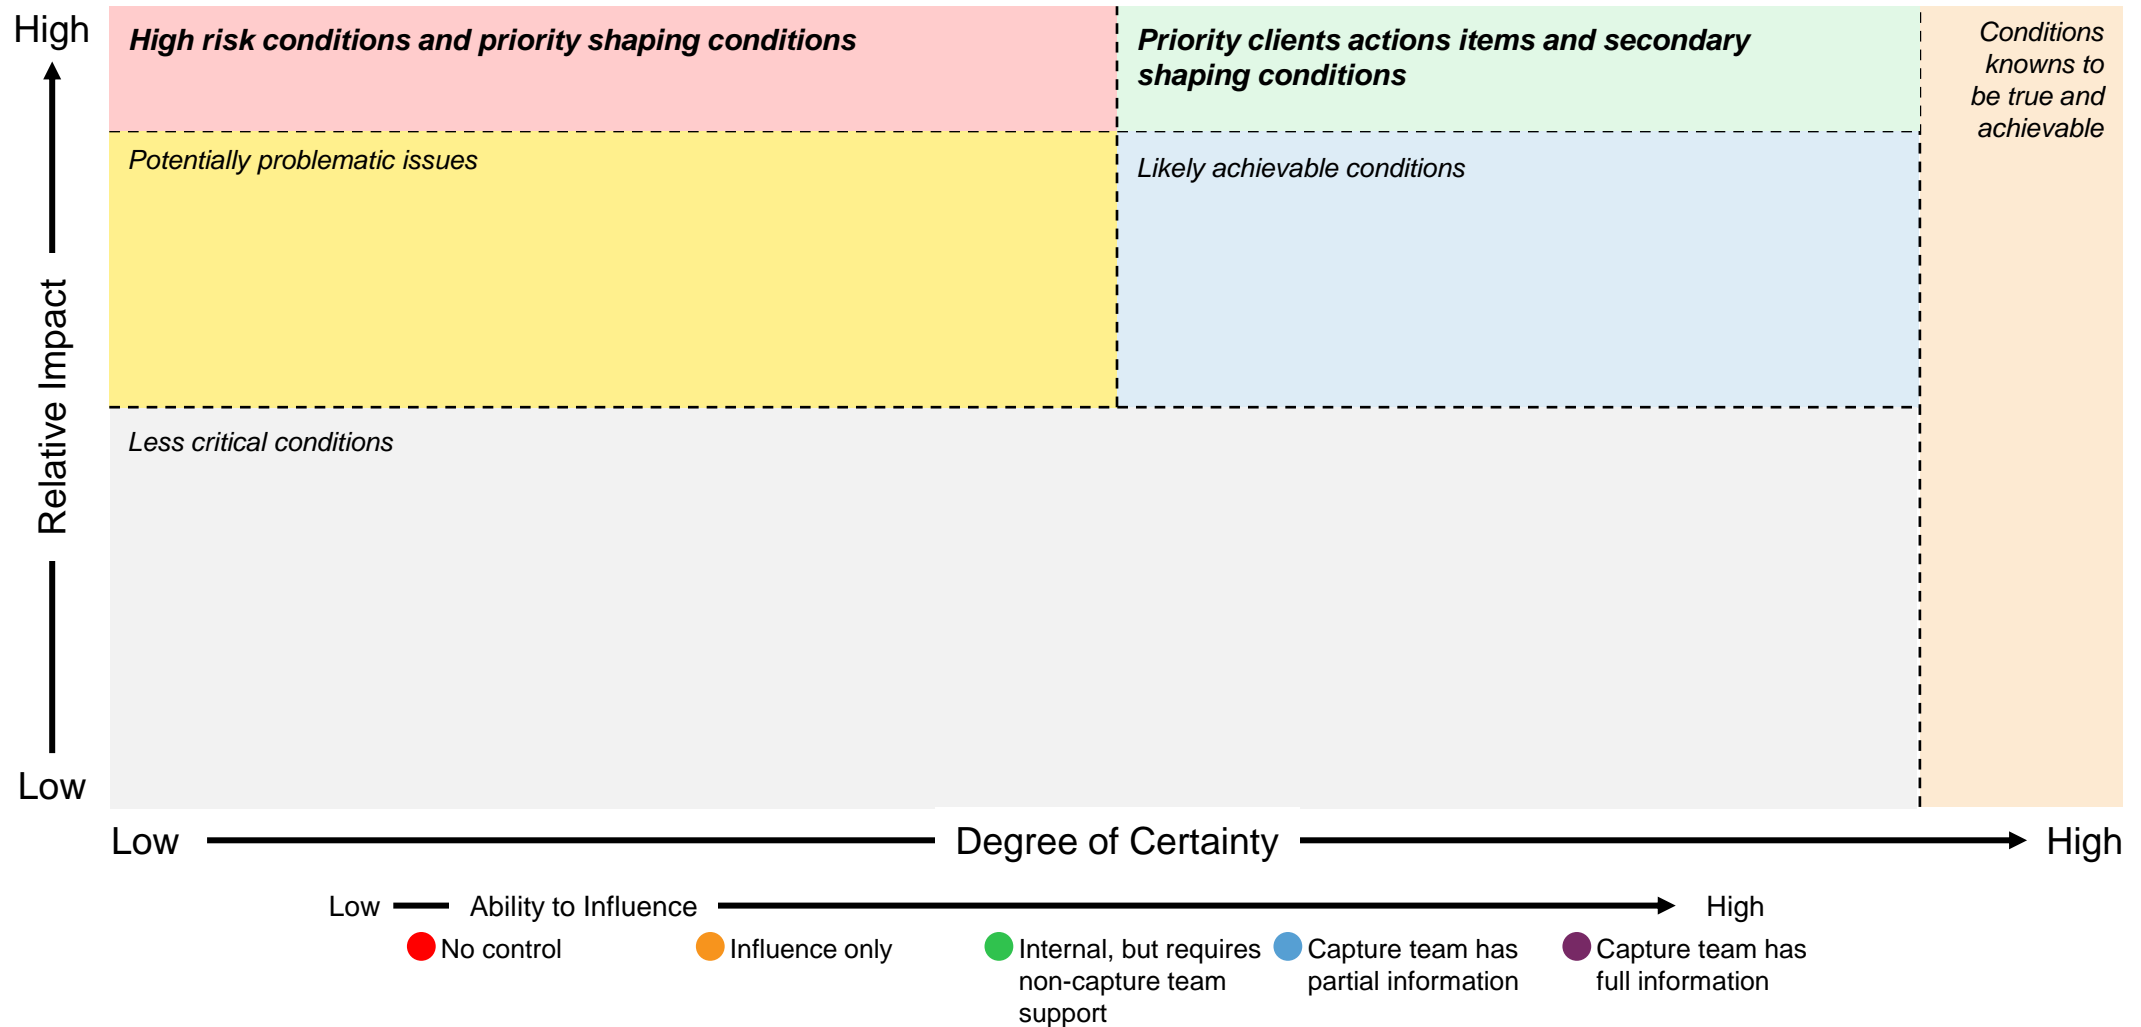 High
High risk conditions and priority shaping conditions
Priority clients actions items and secondary
shaping conditions
Conditions
knowns to
be true and
achievable
Potentially problematic issues
Likely achievable conditions
Relative Impact
Less critical conditions
Low
Low
Degree of Certainty
High
Low
Ability to Influence
High
No control
Influence only
Internal, but requires
non-capture team
support
Capture team has
partial information
Capture team has
full information